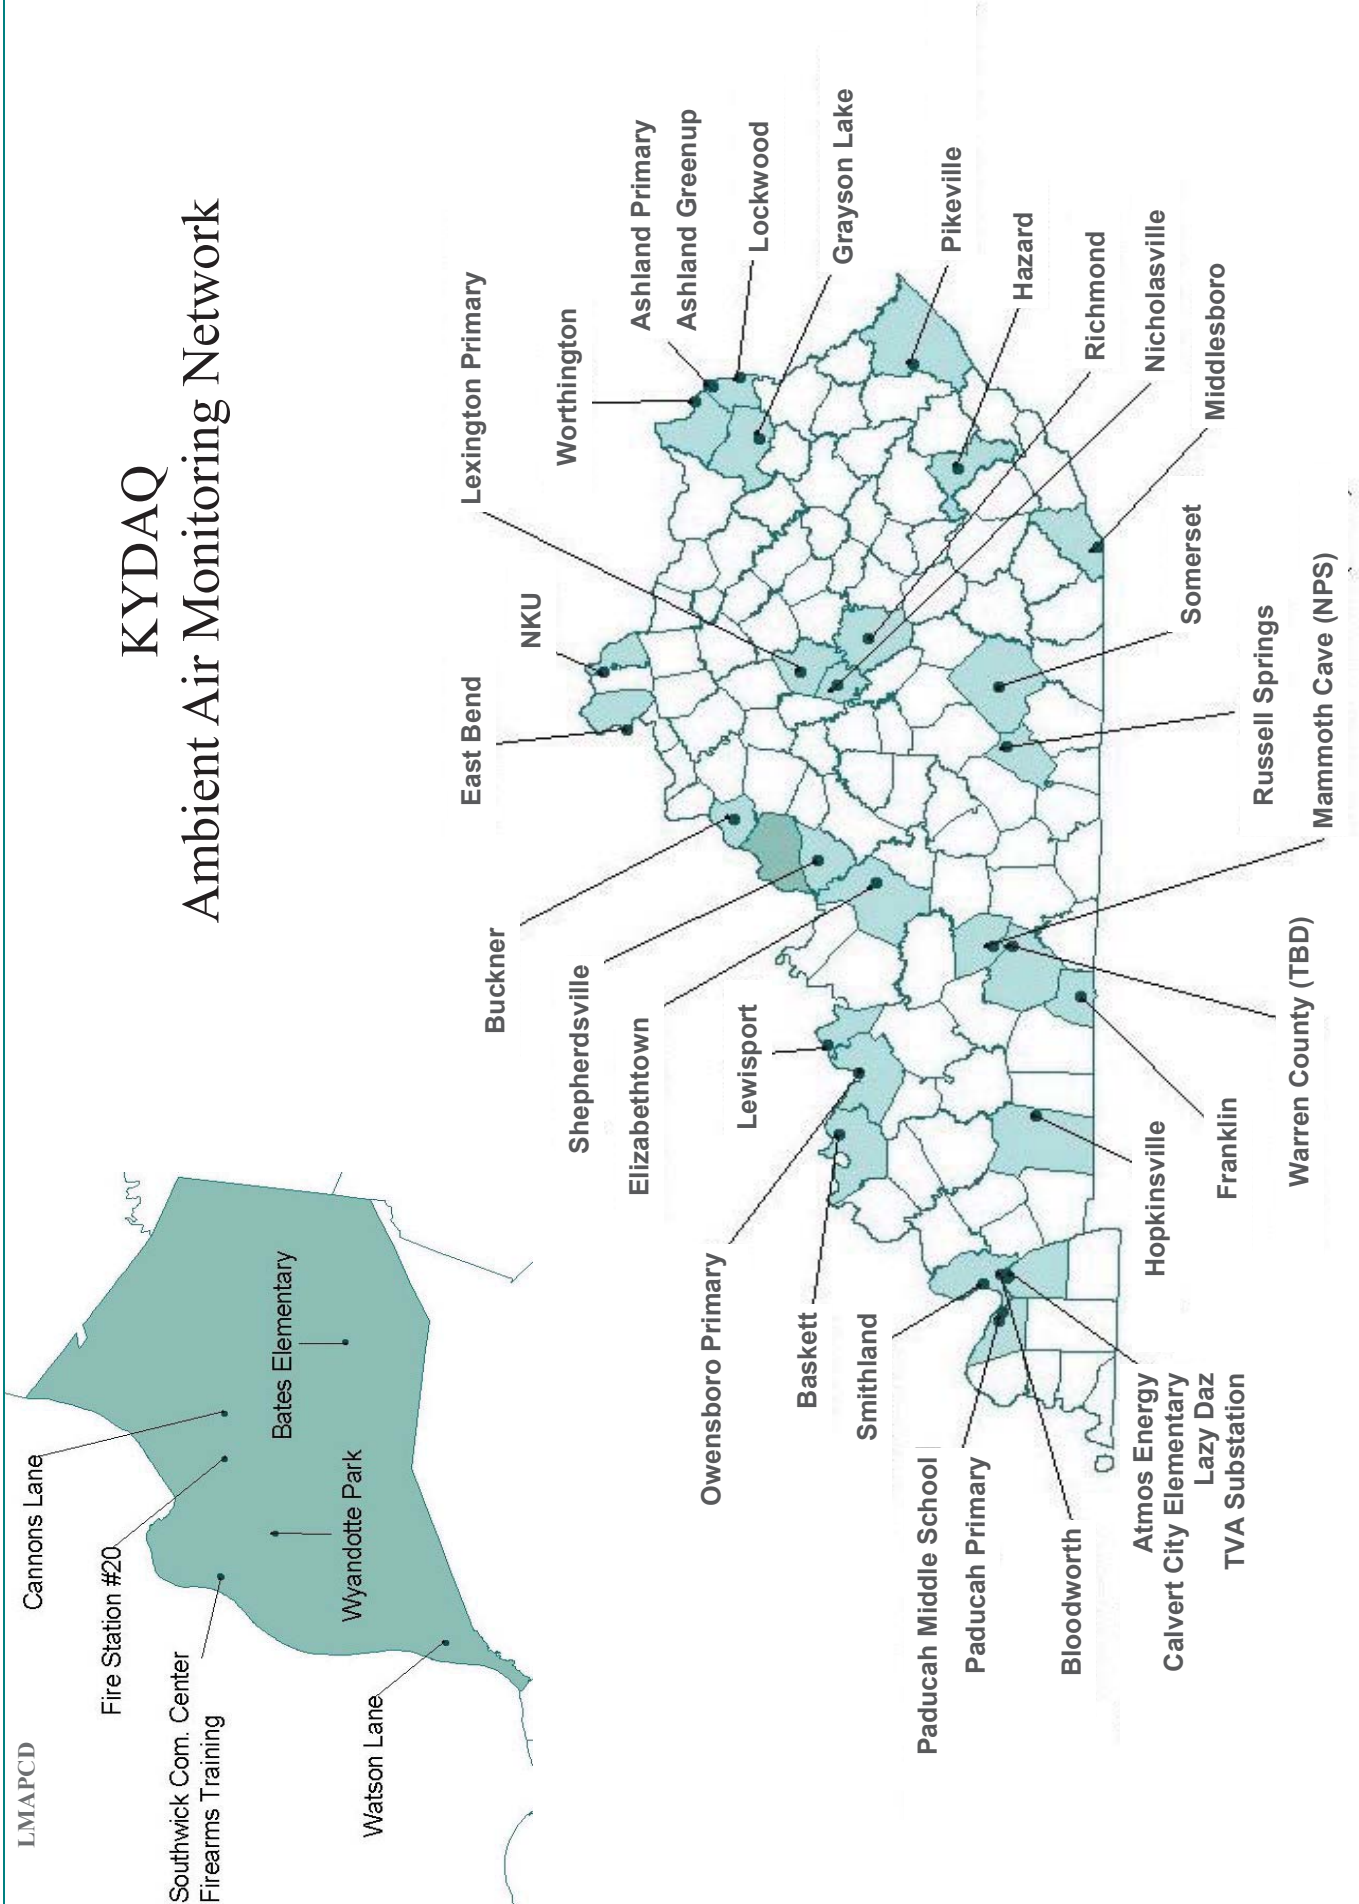 KYDAQ
Ambient Air Monitoring Network
LMAPCD
Cannons Lane
Fire Station #20
Southwick Com. Center
Firearms Training
Watson Lane
Wyandotte Park
Bates Elementary
Lexington Primary
NKU
East Bend
Buckner
Worthington
Shepherdsville
Ashland Primary
Ashland Greenup
Elizabethtown
Lockwood
Lewisport
Owensboro Primary
Grayson Lake
Baskett
Smithland
Pikeville
Paducah Middle School
Paducah Primary
Hazard
Bloodworth
Richmond
Nicholasville
Hopkinsville
Atmos Energy
Calvert City Elementary
Lazy Daz
TVA Substation
Middlesboro
Somerset
Franklin
Russell Springs
Warren County (TBD)
Mammoth Cave (NPS)